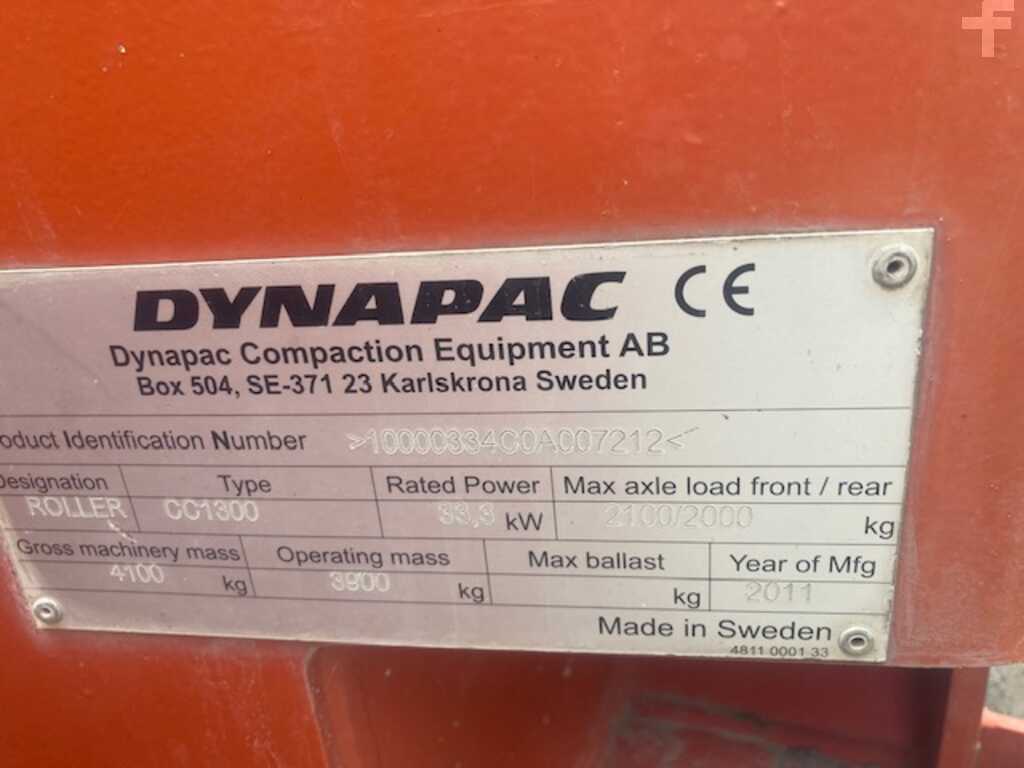 DYNAPAC CE
Dynapac Compaction Equipment AB
Box 504, SE-371 23 Karlskrona Sweden
roduct Identification Number >10000334C0A007212<
Designation Type Rated Power Max axle load front / rear
ROLLER CC1300 33,3 kW 2100/2000 kg
Gross machinery mass Operating mass Max ballast Year of Mfg
4100 kg 3900 kg kg 2011
Made in Sweden
4811 0001 33